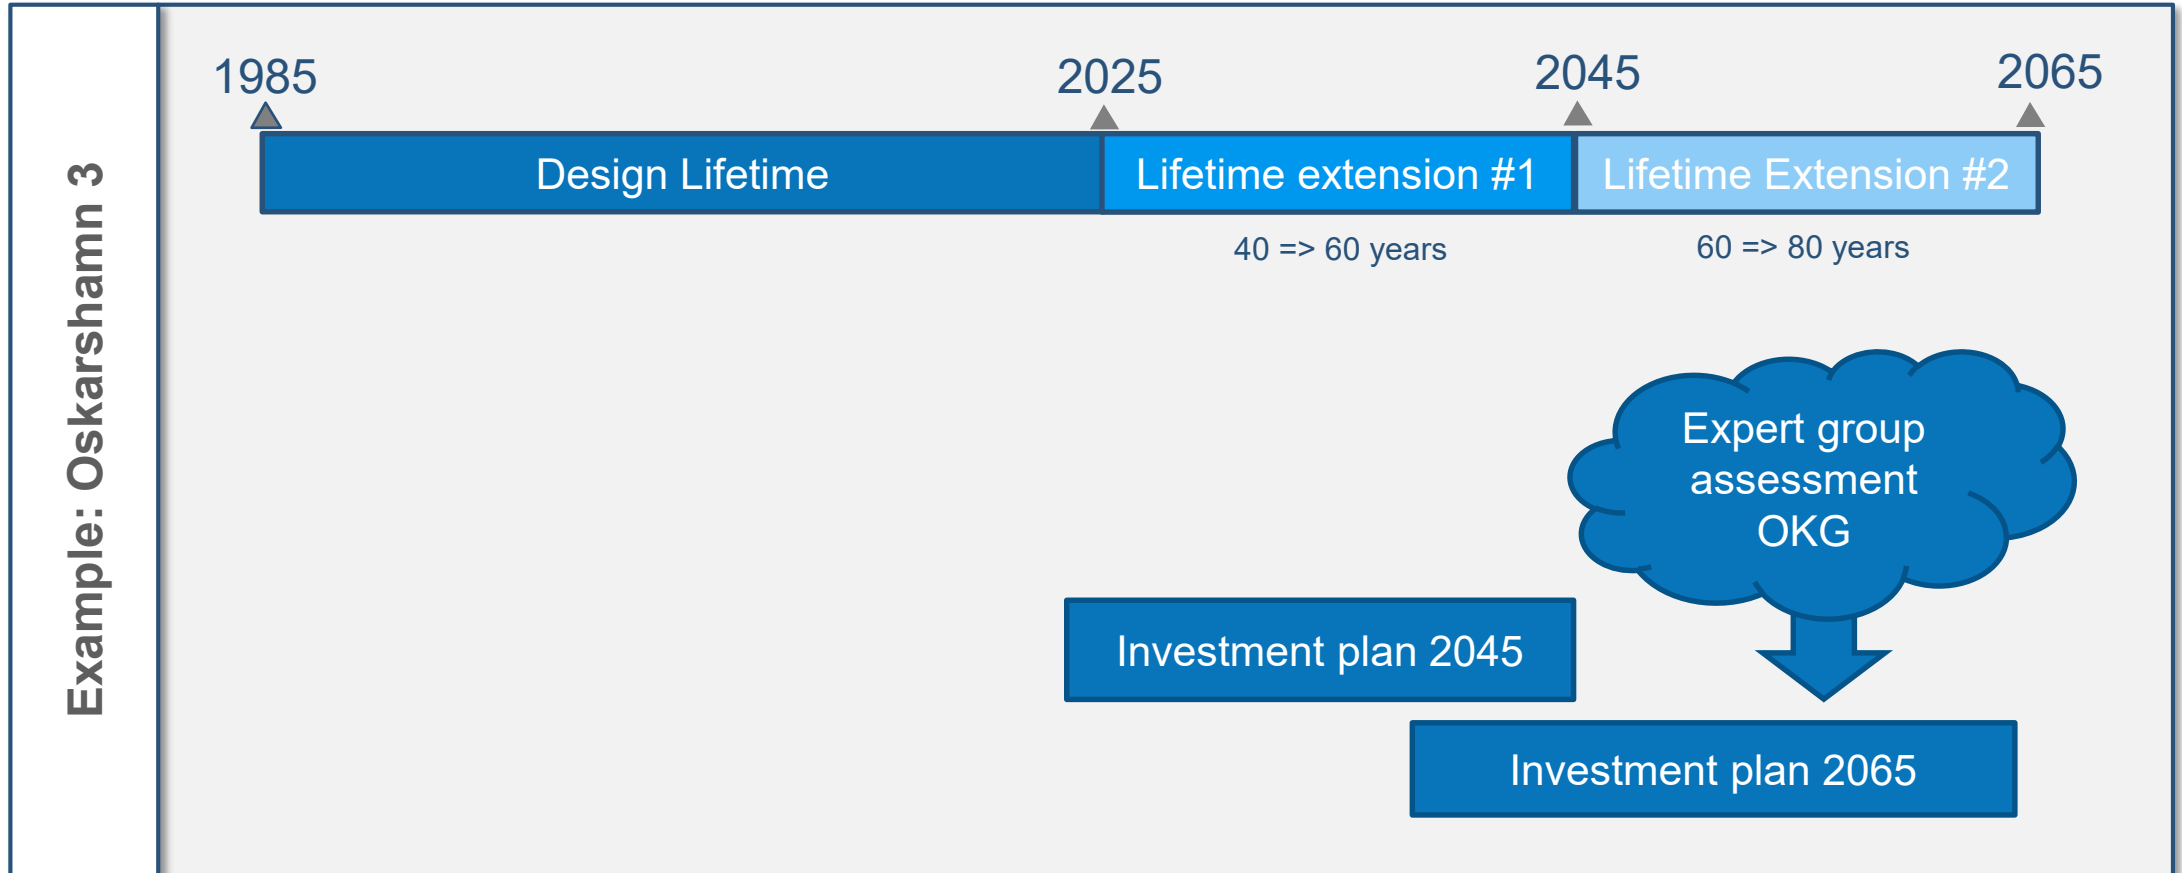 Example: Oskarshamn 3
1985
2025
2045
2065
Design Lifetime
Lifetime extension #1
Lifetime Extension #2
40 => 60 years
60 => 80 years
Expert group
assessment
OKG
Investment plan 2045
Investment plan 2065